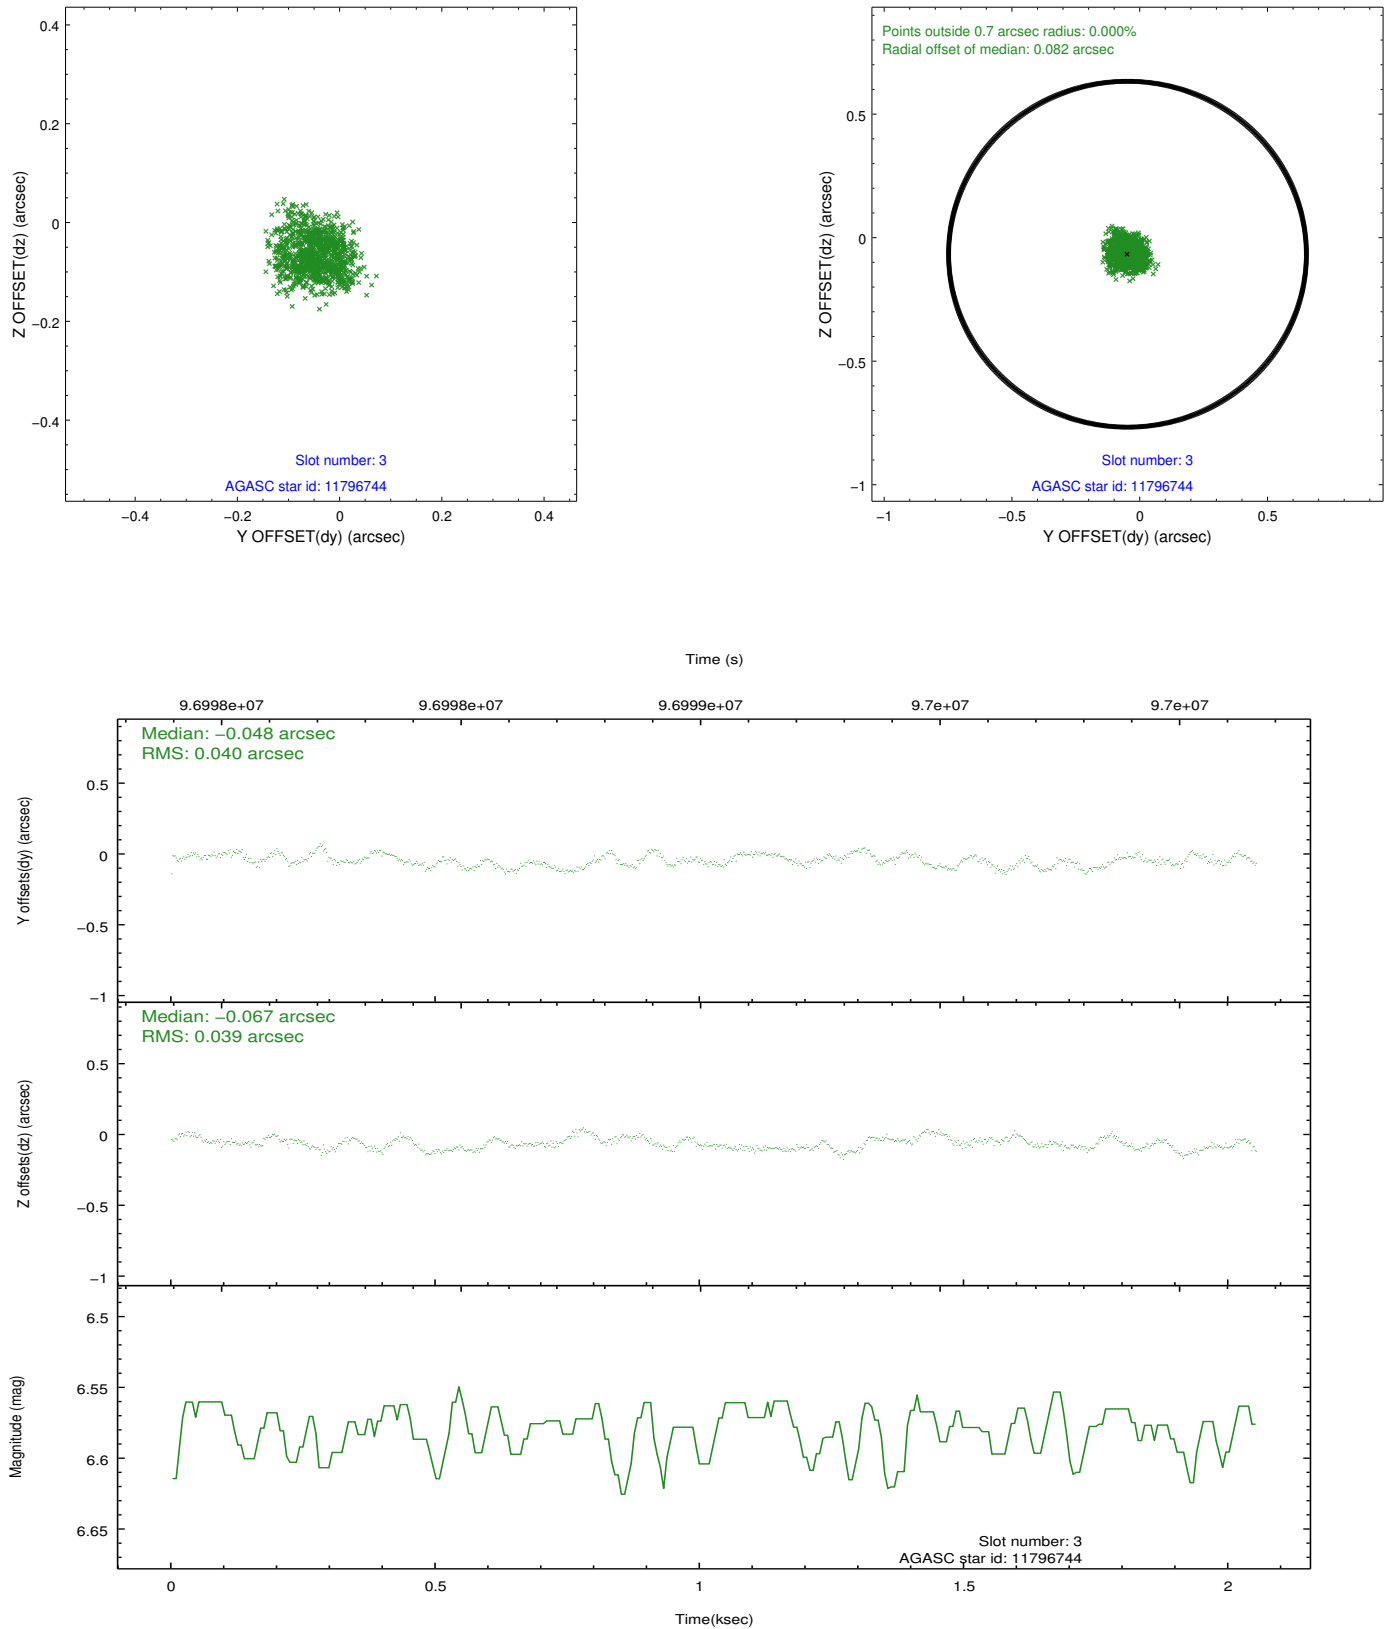 0.4
0.2
0
−0.2
−0.4
Z OFFSET(dz) (arcsec)
Slot number: 3
AGASC star id: 11796744
−0.4 −0.2 0 0.2 0.4
Y OFFSET(dy) (arcsec)
Points outside 0.7 arcsec radius: 0.000%
Radial offset of median: 0.082 arcsec
0.5
0
−0.5
−1
Z OFFSET(dz) (arcsec)
Slot number: 3
AGASC star id: 11796744
−1 −0.5 0 0.5
Y OFFSET(dy) (arcsec)
Time (s)
9.6998e+07 9.6998e+07 9.6999e+07 9.7e+07 9.7e+07
Median: −0.048 arcsec
RMS: 0.040 arcsec
0.5
0
−0.5
−1
Y offsets(dy) (arcsec)
Median: −0.067 arcsec
RMS: 0.039 arcsec
0.5
0
−0.5
−1
Z offsets(dz) (arcsec)
6.5
6.55
6.6
6.65
Magnitude (mag)
Slot number: 3
AGASC star id: 11796744
0 0.5 1 1.5 2
Time(ksec)